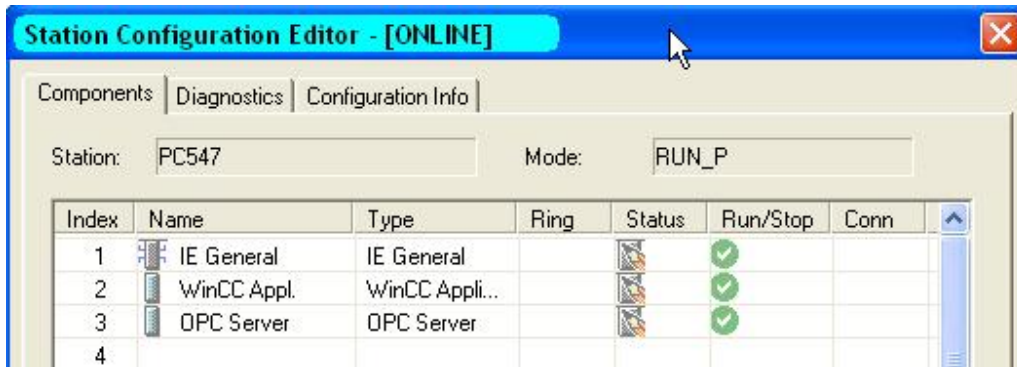 Station Configuration Editor - [ONLINE]
Components Diagnostics Configuration Info
Station: PC547 Mode: RUN_P
Index Name Type Ring Status Run/Stop Conn
1 IE General IE General
2 WinCC Appl. WinCC Appli...
3 OPC Server OPC Server
4